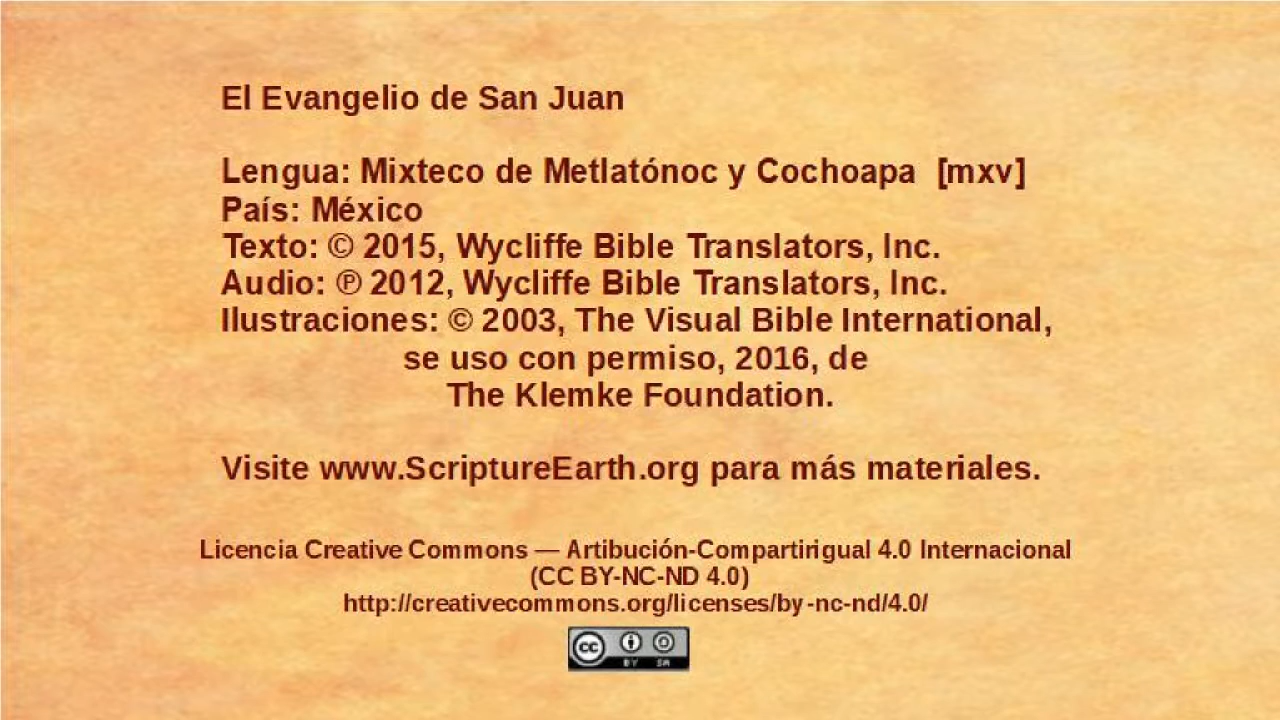 El Evangelio de San Juan
Lengua: Mixteco de Metlatónoc y Cochoapa [mxv]
País: México
Texto: © 2015, Wycliffe Bible Translators, Inc.
Audio: ℗ 2012, Wycliffe Bible Translators, Inc.
Ilustraciones: © 2003, The Visual Bible International,
se uso con permiso, 2016, de
The Klemke Foundation.
Visite www.ScriptureEarth.org para más materiales.
Licencia Creative Commons — Artibución-Compartirigual 4.0 Internacional
(CC BY-NC-ND 4.0)
http://creativecommons.org/licenses/by-nc-nd/4.0/
cc BY SA